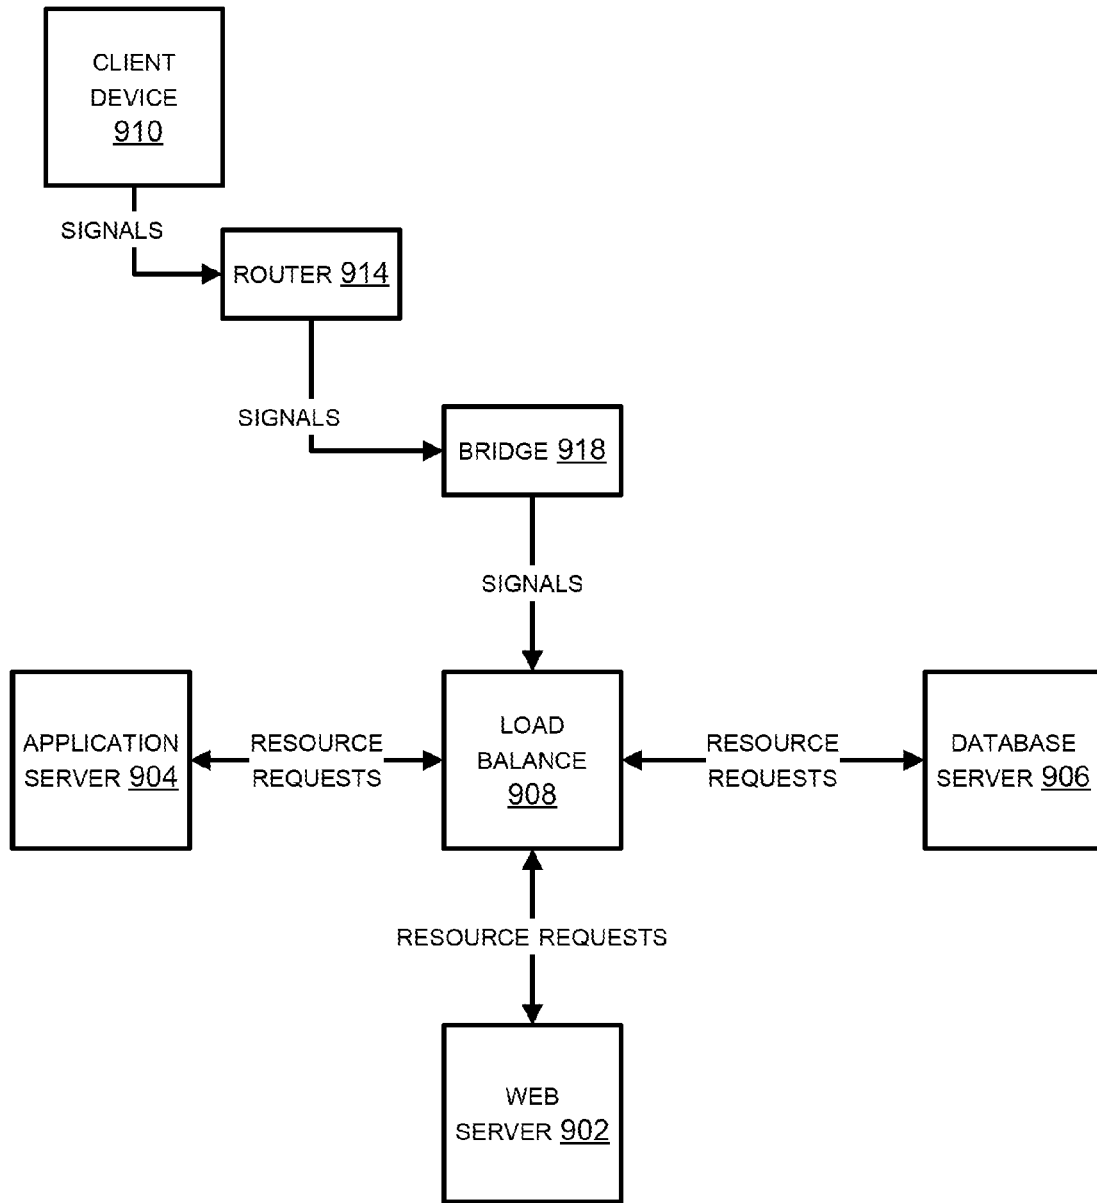 CLIENT
DEVICE
910
SIGNALS
ROUTER 914
SIGNALS
BRIDGE 918
SIGNALS
APPLICATION
SERVER 904
RESOURCE
REQUESTS
LOAD
BALANCE
908
RESOURCE
REQUESTS
DATABASE
SERVER 906
RESOURCE REQUESTS
WEB
SERVER 902